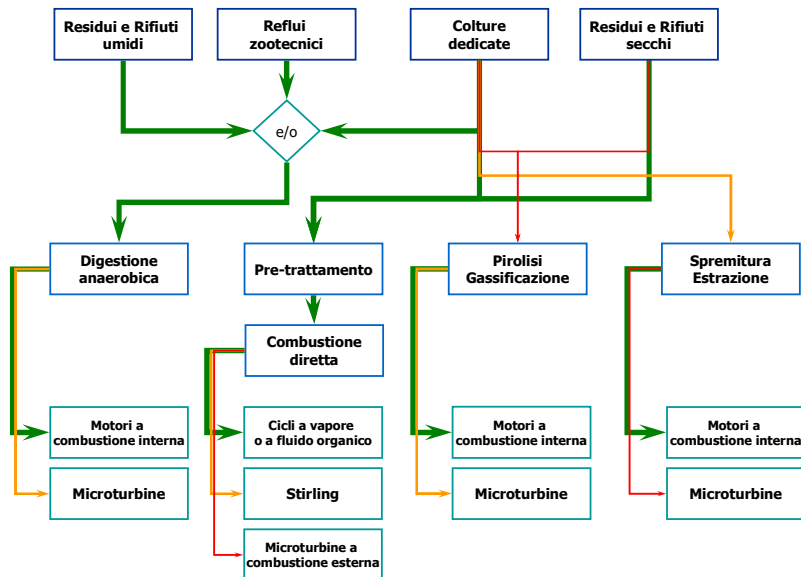 Residui e Rifiuti
umidi
Reflui
zootecnici
Colture
dedicate
Residui e Rifiuti
secchi
e/o
Digestione
anaerobica
Pre-trattamento
Pirolisi
Gassificazione
Spremitura
Estrazione
Combustione
diretta
Motori a
combustione interna
Cicli a vapore
o a fluido organico
Motori a
combustione interna
Motori a
combustione interna
Microturbine
Stirling
Microturbine
Microturbine
Microturbine a
combustione esterna